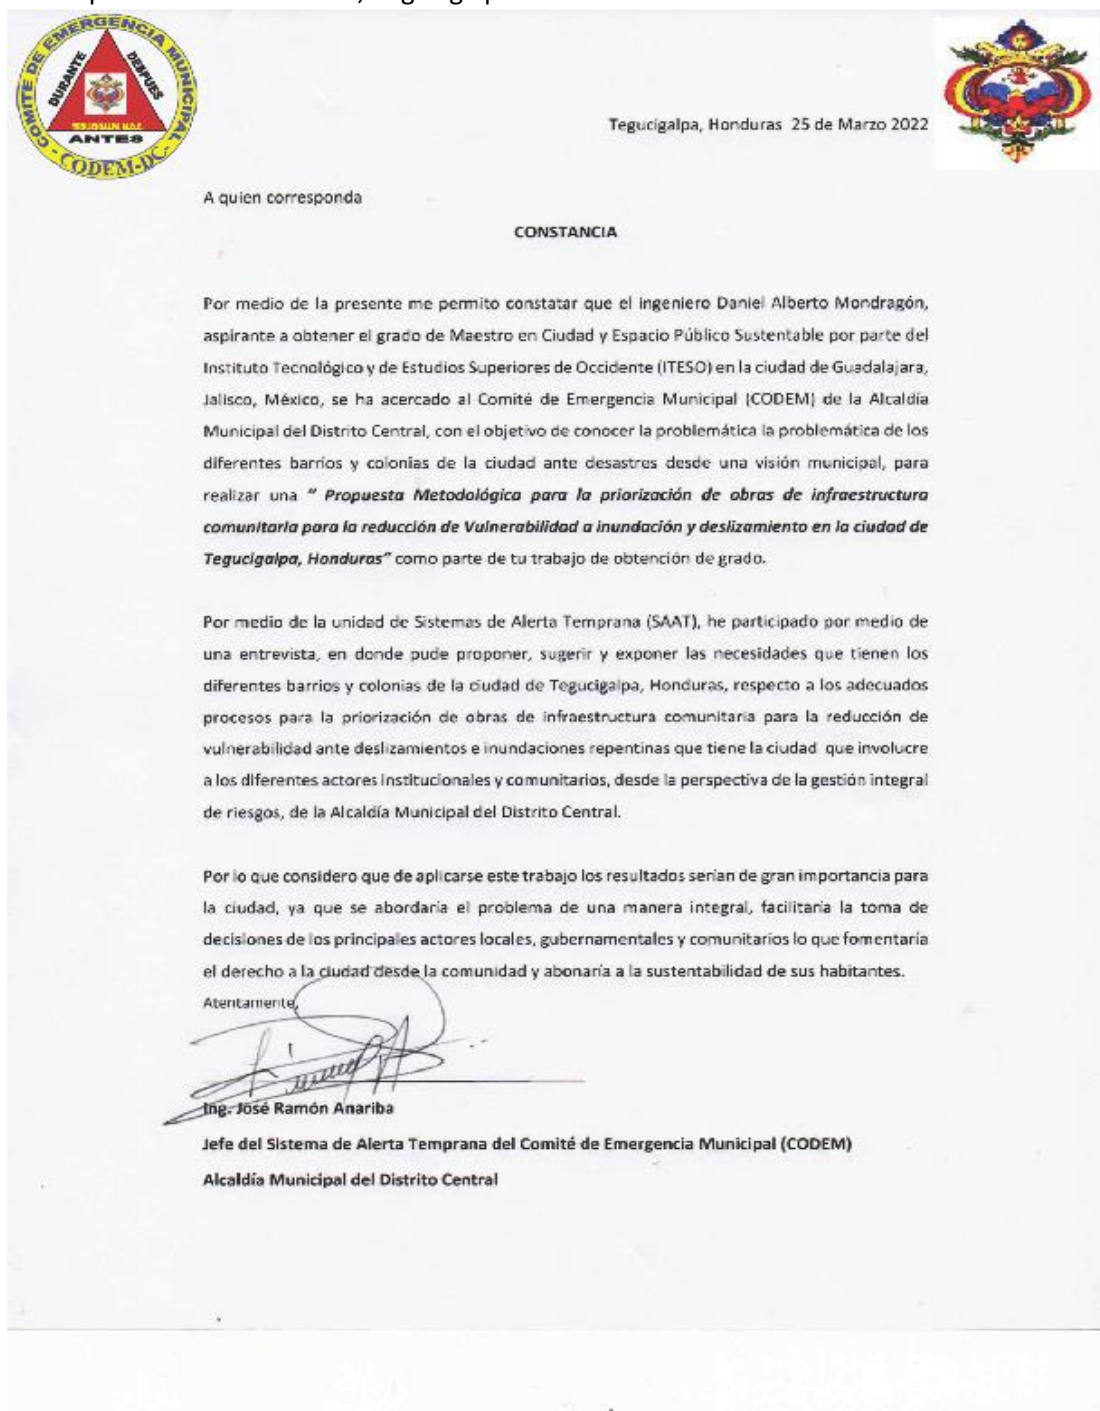 COMITE DE EMERGENCIA MUNICIPAL
DURANTE
DESPUES
ANTES
- CODEM-DC -
Tegucigalpa, Honduras 25 de Marzo 2022
A quien corresponda
CONSTANCIA
Por medio de la presente me permito constatar que el ingeniero Daniel Alberto Mondragón,
aspirante a obtener el grado de Maestro en Ciudad y Espacio Público Sustentable por parte del
Instituto Tecnológico y de Estudios Superiores de Occidente (ITESO) en la ciudad de Guadalajara,
Jalisco, México, se ha acercado al Comité de Emergencia Municipal (CODEM) de la Alcaldía
Municipal del Distrito Central, con el objetivo de conocer la problemática la problemática de los
diferentes barrios y colonias de la ciudad ante desastres desde una visión municipal, para
realizar una " Propuesta Metodológica para la priorización de obras de infraestructura
comunitaria para la reducción de Vulnerabilidad a inundación y deslizamiento en la ciudad de
Tegucigalpa, Honduras" como parte de tu trabajo de obtención de grado.
Por medio de la unidad de Sistemas de Alerta Temprana (SAAT), he participado por medio de
una entrevista, en donde pude proponer, sugerir y exponer las necesidades que tienen los
diferentes barrios y colonias de la ciudad de Tegucigalpa, Honduras, respecto a los adecuados
procesos para la priorización de obras de infraestructura comunitaria para la reducción de
vulnerabilidad ante deslizamientos e inundaciones repentinas que tiene la ciudad que involucre
a los diferentes actores institucionales y comunitarios, desde la perspectiva de la gestión integral
de riesgos, de la Alcaldía Municipal del Distrito Central.
Por lo que considero que de aplicarse este trabajo los resultados serían de gran importancia para
la ciudad, ya que se abordaría el problema de una manera integral, facilitaría la toma de
decisiones de los principales actores locales, gubernamentales y comunitarios lo que fomentaría
el derecho a la ciudad desde la comunidad y abonaría a la sustentabilidad de sus habitantes.
Atentamente,
Ing. José Ramón Anariba
Jefe del Sistema de Alerta Temprana del Comité de Emergencia Municipal (CODEM)
Alcaldía Municipal del Distrito Central